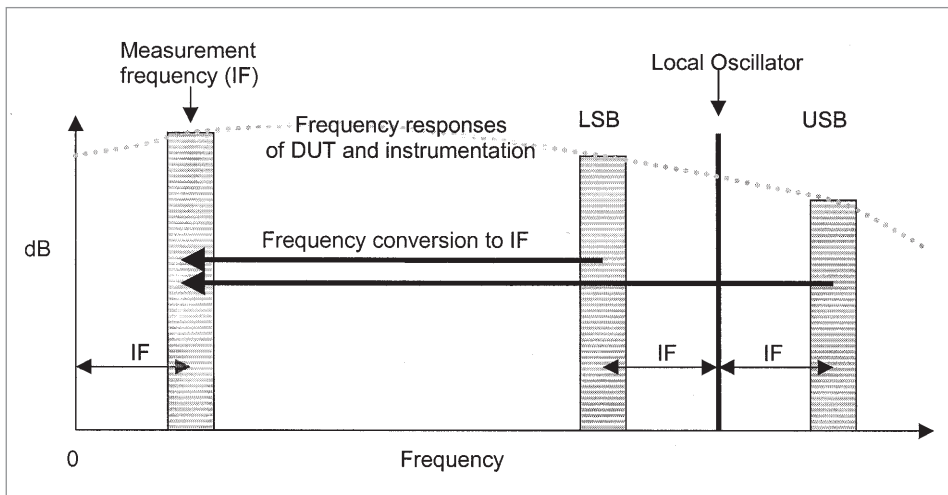 Measurement
frequency (IF)
Local Oscillator
Frequency responses
of DUT and instrumentation
LSB
USB
dB
Frequency conversion to IF
IF
IF
IF
0
Frequency